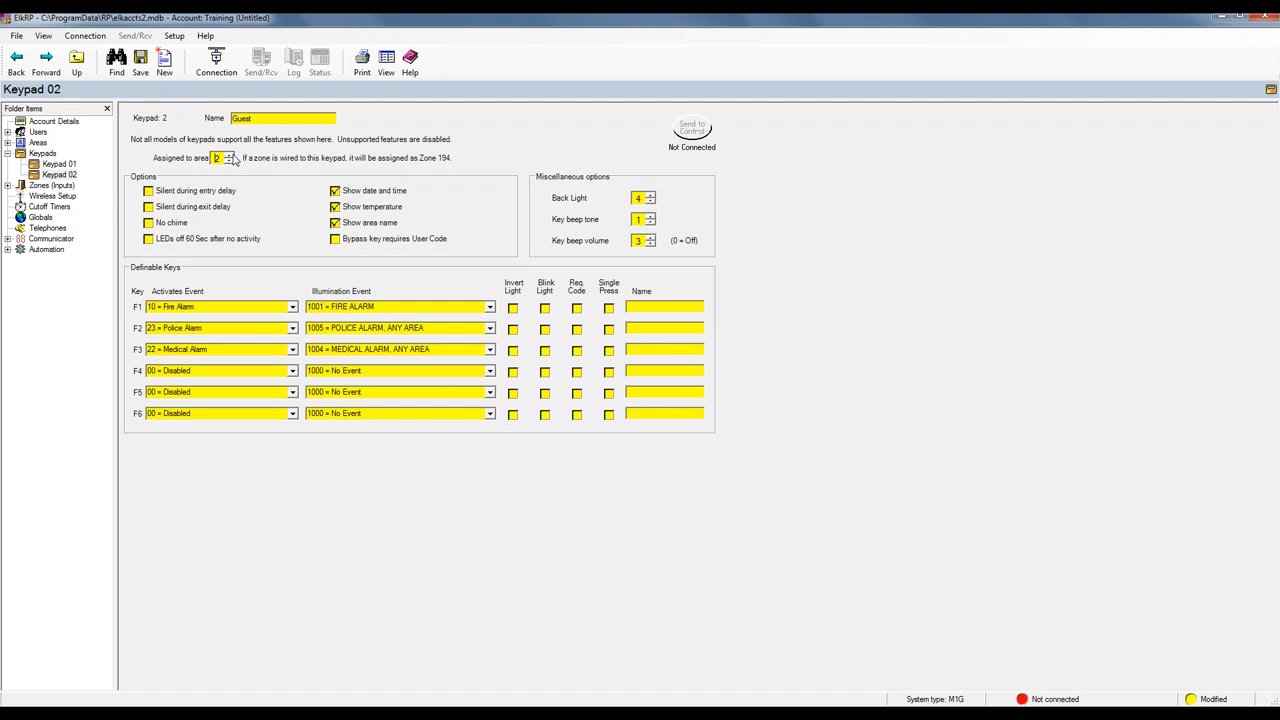 ElkRP - C:\ProgramData\RP\elkaccts2.mdb - Account: Training (Untitled)
File View Connection Send/Rcv Setup Help
Back Forward Up Find Save New Connection Send/Rcv Log Status Print View Help
Keypad 02
Folder Items
Account Details
Users
Areas
Keypads
Keypad 01
Keypad 02
Zones (Inputs)
Wireless Setup
Cutoff Timers
Globals
Telephones
Communicator
Automation
Keypad: 2 Name Guest
Not all models of keypads support all the features shown here. Unsupported features are disabled.
Assigned to area 2 If a zone is wired to this keypad, it will be assigned as Zone 194.
Send to Control
Not Connected
Options
Silent during entry delay Show date and time
Silent during exit delay Show temperature
No chime Show area name
LEDs off 60 Sec after no activity Bypass key requires User Code
Miscellaneous options
Back Light 4
Key beep tone 1
Key beep volume 3 (0 = Off)
Definable Keys
Key Activates Event Illumination Event Invert Light Blink Light Req. Code Single Press Name
F1 10 = Fire Alarm 1001 = FIRE ALARM
F2 23 = Police Alarm 1005 = POLICE ALARM, ANY AREA
F3 22 = Medical Alarm 1004 = MEDICAL ALARM, ANY AREA
F4 00 = Disabled 1000 = No Event
F5 00 = Disabled 1000 = No Event
F6 00 = Disabled 1000 = No Event
System type: M1G Not connected Modified